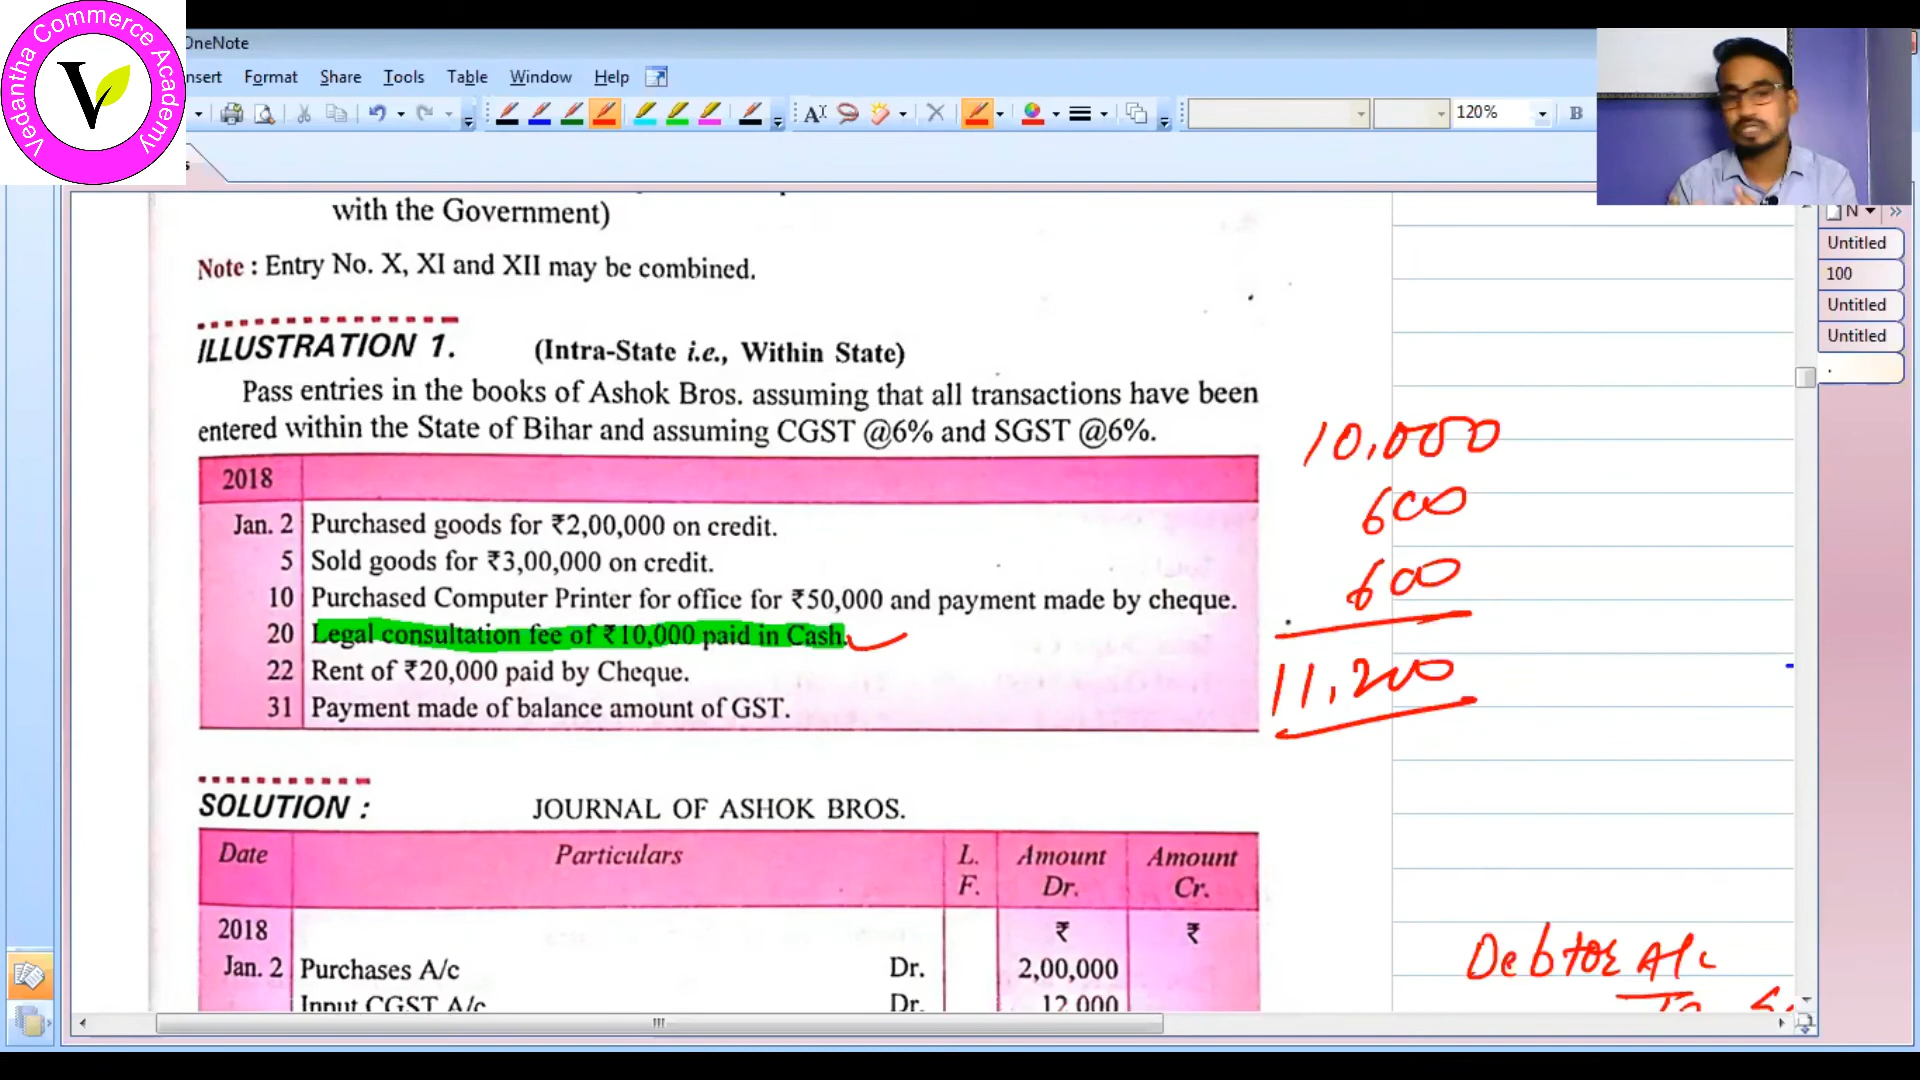 Vedantha Commerce Academy
V
OneNote
nsert Format Share Tools Table Window Help
120% B
with the Government)
Note : Entry No. X, XI and XII may be combined.
ILLUSTRATION 1. (Intra-State i.e., Within State)
Pass entries in the books of Ashok Bros. assuming that all transactions have been
entered within the State of Bihar and assuming CGST @6% and SGST @6%.
2018
Jan. 2 Purchased goods for ₹2,00,000 on credit.
5 Sold goods for ₹3,00,000 on credit.
10 Purchased Computer Printer for office for ₹50,000 and payment made by cheque.
20 Legal consultation fee of ₹10,000 paid in Cash.
22 Rent of ₹20,000 paid by Cheque.
31 Payment made of balance amount of GST.
10,000
600
600
11,200
SOLUTION : JOURNAL OF ASHOK BROS.
Date Particulars L. F. Amount Dr. Amount Cr.
2018 ₹ ₹
Jan. 2 Purchases A/c Dr. 2,00,000
Input CGST A/c Dr. 12,000
Debtor A/c
To
N
Untitled
100
Untitled
Untitled